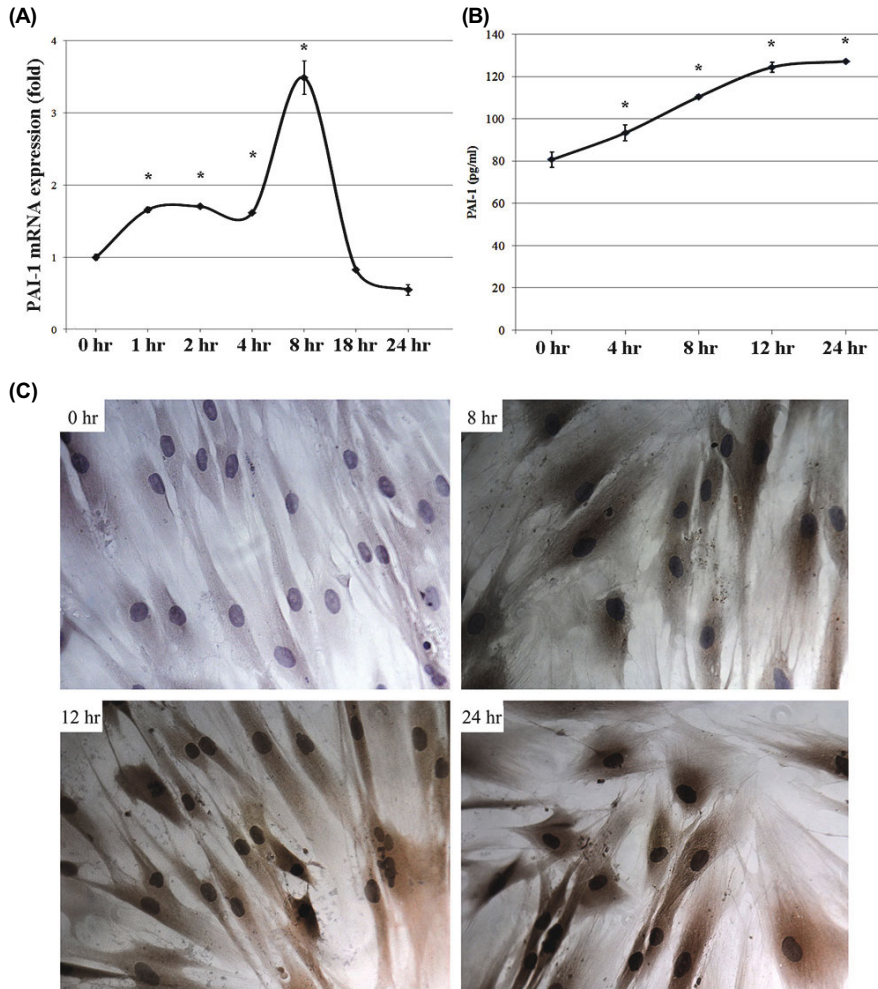 (A)
PAI-1 mRNA expression (fold)
4
3
2
1
0
* * * *
0 hr 1 hr 2 hr 4 hr 8 hr 18 hr 24 hr
(B)
PAI-1 (pg/ml)
140
120
100
80
60
40
20
0
* * * *
0 hr 4 hr 8 hr 12 hr 24 hr
(C)
0 hr
8 hr
12 hr
24 hr